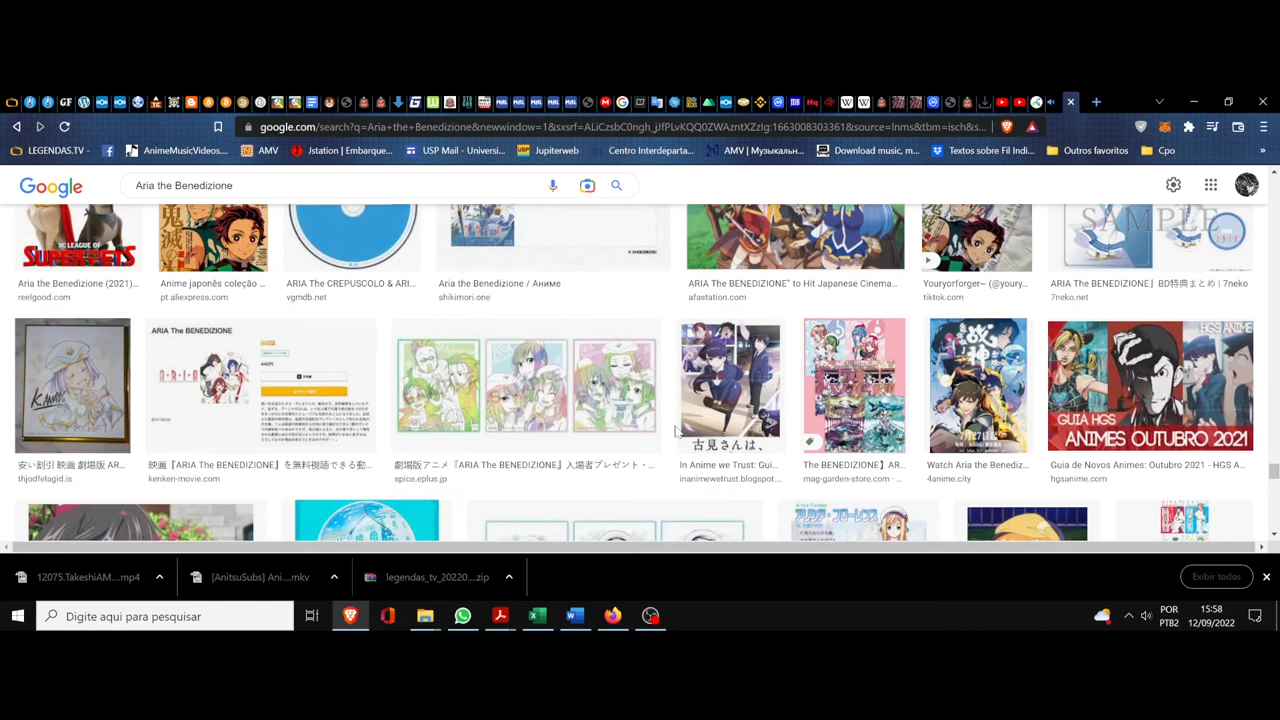 google.com/search?q=Aria+the+Benedizione&newwindow=1&sxsrf=ALiCzsbC0ngh_jJfPLvKQQ0ZWAzntXZzIg:1663008303361&source=lnms&tbm=isch&s...
LEGENDAS.TV -
AnimeMusicVideos...
AMV
Jstation | Embarque...
USP Mail - Universi...
Jupiterweb
Centro Interdeparta...
AMV | Музыкальн...
Download music, m...
Textos sobre Fil Indi...
Outros favoritos
Cpo
Google
Aria the Benedizione
SUPERPETS
SAMPLE
Aria the Benedizione (2021)...
Anime japonês coleção ...
ARIA The CREPUSCOLO & ARI...
Aria the Benedizione / Аниме
ARIA The BENEDIZIONE" to Hit Japanese Cinema...
Youryorforger~ (@youry...
ARIA The BENEDIZIONE』BD特典まとめ | 7neko
reelgood.com
pt.aliexpress.com
vgmdb.net
shikimori.one
afastation.com
tiktok.com
7neko.net
ARIA The BENEDIZIONE
古見さんは、
HGS ANIME
GUIA HGS
ANIMES OUTUBRO 2021
安い割引 映画 劇場版 AR...
映画『ARIA The BENEDIZIONE』を無料視聴できる動...
劇場版アニメ『ARIA The BENEDIZIONE』入場者プレゼント・...
In Anime we Trust: Gui...
The BENEDIZIONE】AR...
Watch Aria the Benediz...
Guia de Novos Animes: Outubro 2021 - HGS A...
thjodfelagid.is
kenken-movie.com
spice.eplus.jp
inanimewetrust.blogspot....
mag-garden-store.com · ...
4anime.city
hgsanime.com
12075.TakeshiAM....mp4
[AnitsuSubs] Ani....mkv
legendas_tv_20220....zip
Exibir todos
Digite aqui para pesquisar
POR
PTB2
15:58
12/09/2022